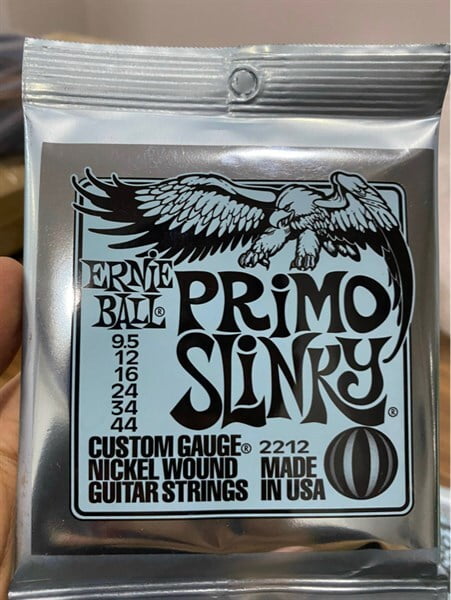 ERNiE
BALL®
PRiMO
SLiNKY®
9.5
12
16
24
34
44
CUSTOM GAUGE®
NICKEL WOUND
GUITAR STRINGS
2212
MADE
IN USA